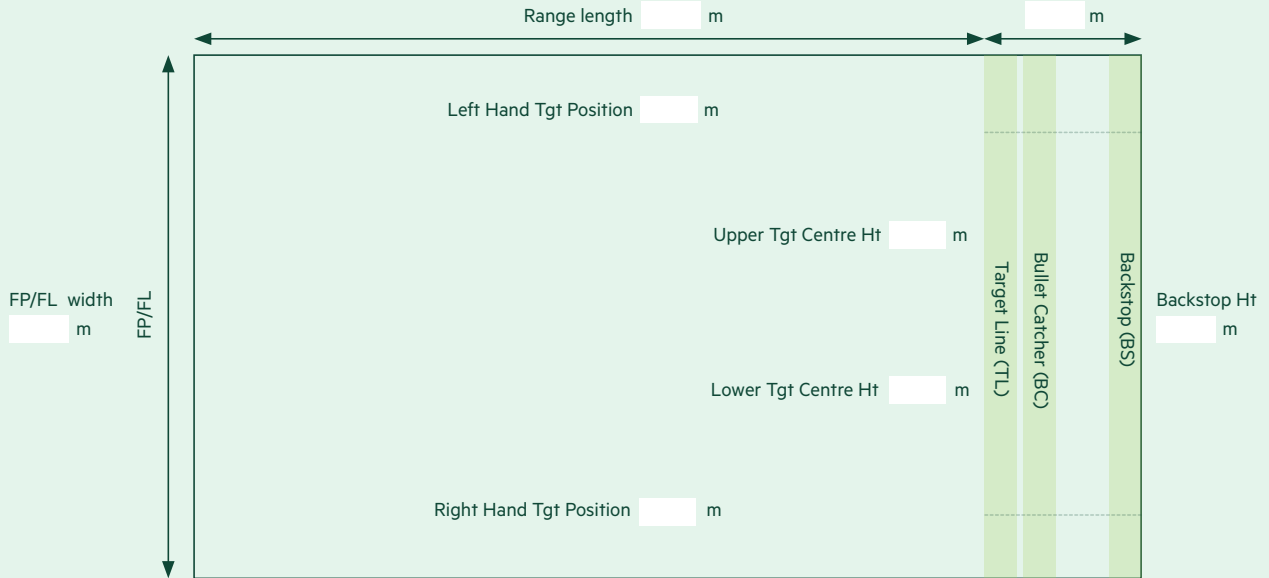 Range length m
m
Left Hand Tgt Position m
Upper Tgt Centre Ht m
FP/FL width
m
FP/FL
Target Line (TL)
Bullet Catcher (BC)
Backstop (BS)
Backstop Ht
m
Lower Tgt Centre Ht m
Right Hand Tgt Position m